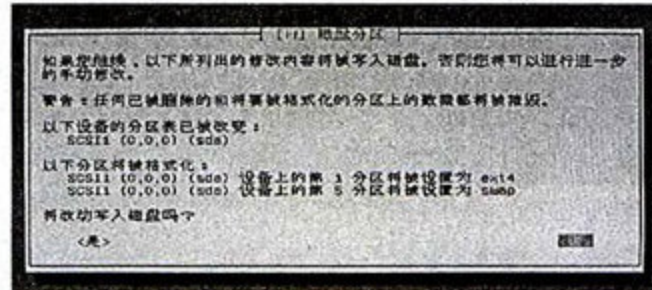 [!!] 磁盘分区
如果您继续，以下所列出的修改内容将被写入磁盘。否则您将可以进行进一步
的手动修改。
警告：任何已被删除的和将要被格式化的分区上的数据都将被摧毁。
以下设备的分区表已被改变：
SCSI1 (0,0,0) (sda)
以下分区将被格式化：
SCSI1 (0,0,0) (sda) 设备上的第 1 分区将被设置为 ext4
SCSI1 (0,0,0) (sda) 设备上的第 5 分区将被设置为 swap
将改动写入磁盘吗？
<是>